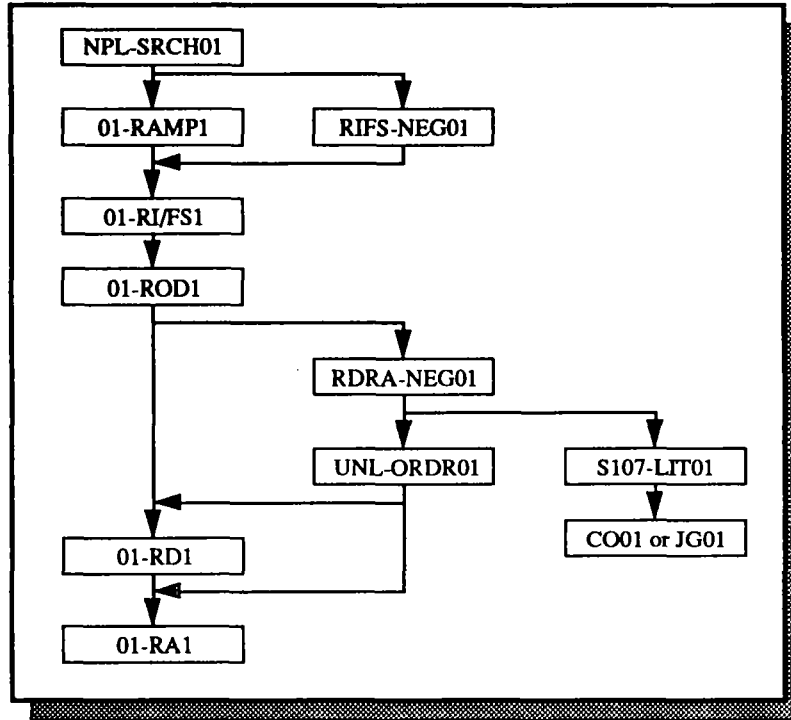 NPL-SRCH01
01-RAMP1
RIFS-NEG01
01-RI/FS1
01-ROD1
RDRA-NEG01
UNL-ORDR01
S107-LIT01
CO01 or JG01
01-RD1
01-RA1